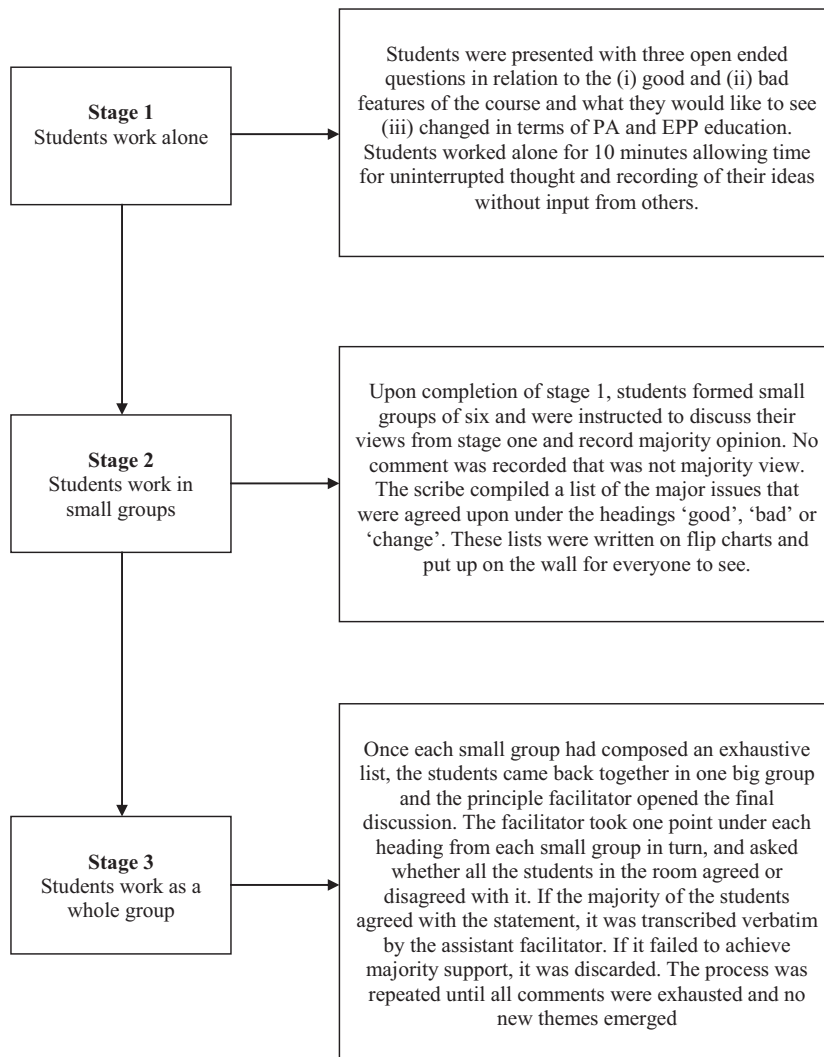 Stage 1
Students work alone
Students were presented with three open ended
questions in relation to the (i) good and (ii) bad
features of the course and what they would like to see
(iii) changed in terms of PA and EPP education.
Students worked alone for 10 minutes allowing time
for uninterrupted thought and recording of their ideas
without input from others.
Stage 2
Students work in
small groups
Upon completion of stage 1, students formed small
groups of six and were instructed to discuss their
views from stage one and record majority opinion. No
comment was recorded that was not majority view.
The scribe compiled a list of the major issues that
were agreed upon under the headings ‘good’, ‘bad’ or
‘change’. These lists were written on flip charts and
put up on the wall for everyone to see.
Stage 3
Students work as a
whole group
Once each small group had composed an exhaustive
list, the students came back together in one big group
and the principle facilitator opened the final
discussion. The facilitator took one point under each
heading from each small group in turn, and asked
whether all the students in the room agreed or
disagreed with it. If the majority of the students
agreed with the statement, it was transcribed verbatim
by the assistant facilitator. If it failed to achieve
majority support, it was discarded. The process was
repeated until all comments were exhausted and no
new themes emerged